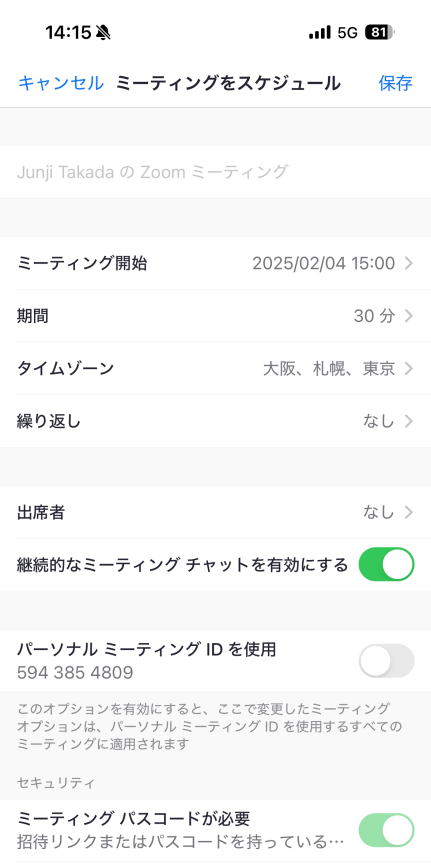 14:15 5G 81
キャンセル ミーティングをスケジュール 保存
Junji Takada の Zoom ミーティング
ミーティング開始 2025/02/04 15:00
期間 30 分
タイムゾーン 大阪、札幌、東京
繰り返し なし
出席者 なし
継続的なミーティング チャットを有効にする
パーソナル ミーティング ID を使用
594 385 4809
このオプションを有効にすると、ここで変更したミーティング
オプションは、パーソナル ミーティング ID を使用するすべての
ミーティングに適用されます
セキュリティ
ミーティング パスコードが必要
招待リンクまたはパスコードを持っている…